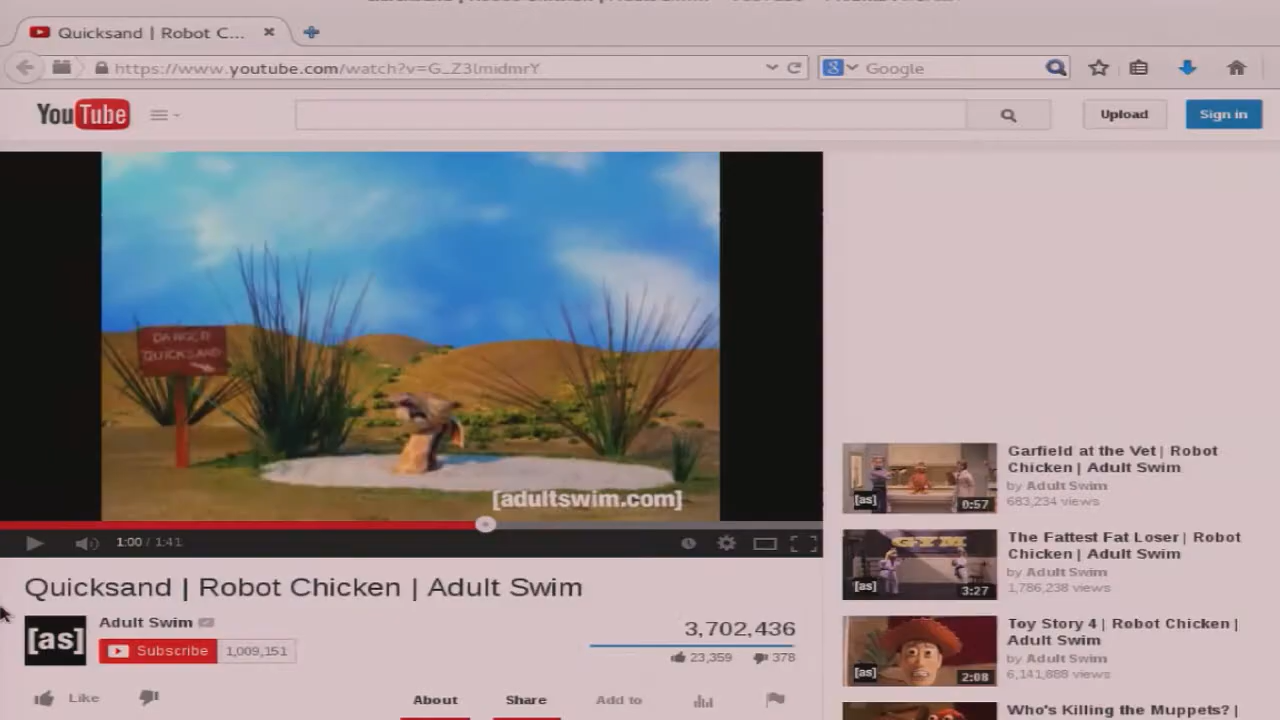 Quicksand | Robot C...
https://www.youtube.com/watch?v=G_Z3lmidmrY
Google
YouTube
Upload
Sign in
DANGER
QUICKSAND
[adultswim.com]
1:00 / 1:41
Quicksand | Robot Chicken | Adult Swim
[as]
Adult Swim
Subscribe
1,009,151
3,702,436
23,359
378
Like
About
Share
Add to
[as]
0:57
Garfield at the Vet | Robot
Chicken | Adult Swim
by Adult Swim
683,234 views
GYM
[as]
3:27
The Fattest Fat Loser | Robot
Chicken | Adult Swim
by Adult Swim
1,786,238 views
[as]
2:08
Toy Story 4 | Robot Chicken |
Adult Swim
by Adult Swim
6,141,888 views
Who's Killing the Muppets? |